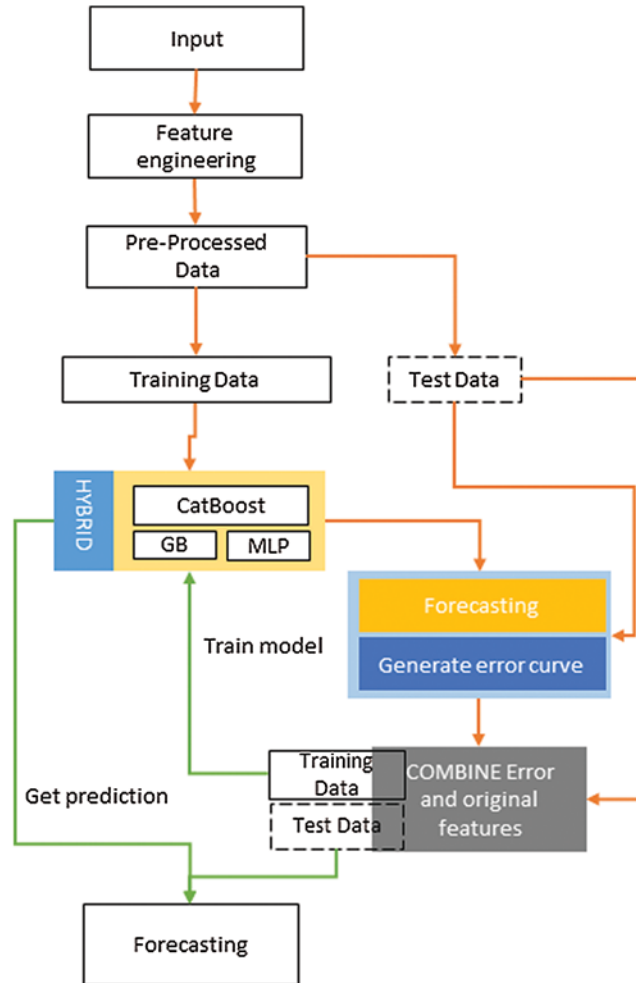 Input
Feature
engineering
Pre-Processed
Data
Training Data
Test Data
HYBRID
CatBoost
GB
MLP
Forecasting
Generate error curve
Train model
Training
Data
Test Data
COMBINE Error
and original
features
Get prediction
Forecasting